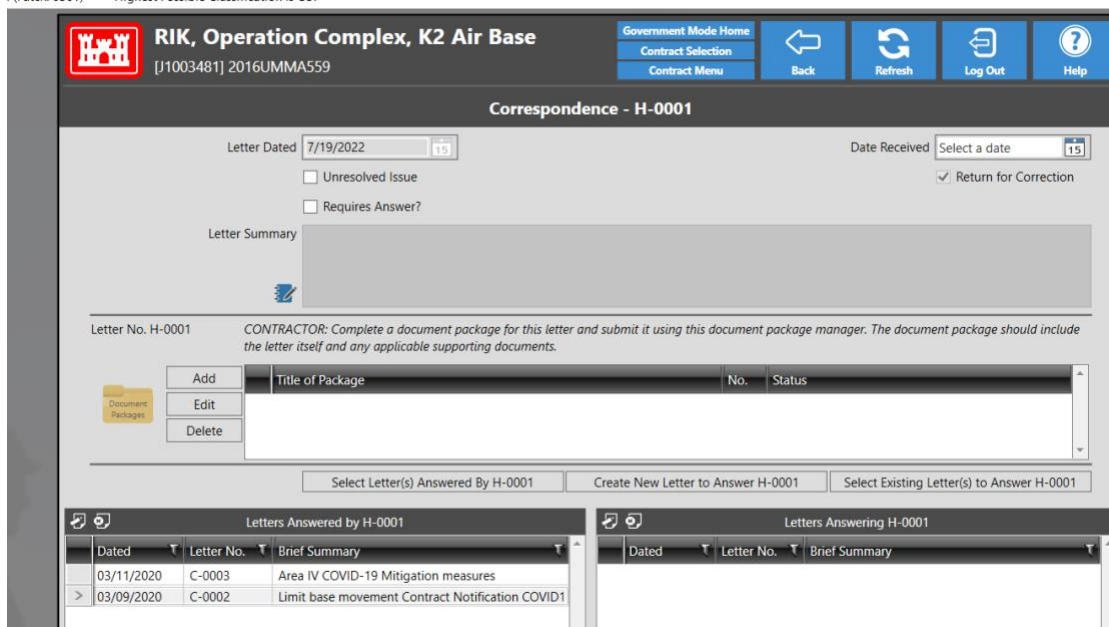 RIK, Operation Complex, K2 Air Base
[J1003481] 2016UMMA559
Government Mode Home
Contract Selection
Contract Menu
Back
Refresh
Log Out
Help
Correspondence - H-0001
Letter Dated 7/19/2022 15
Date Received Select a date 15
Unresolved Issue
Return for Correction
Requires Answer?
Letter Summary
Letter No. H-0001
CONTRACTOR: Complete a document package for this letter and submit it using this document package manager. The document package should include
the letter itself and any applicable supporting documents.
Document Packages
Add
Edit
Delete
Title of Package No. Status
Select Letter(s) Answered By H-0001 Create New Letter to Answer H-0001 Select Existing Letter(s) to Answer H-0001
Letters Answered by H-0001
Dated Letter No. Brief Summary
03/11/2020 C-0003 Area IV COVID-19 Mitigation measures
> 03/09/2020 C-0002 Limit base movement Contract Notification COVID1
Letters Answering H-0001
Dated Letter No. Brief Summary